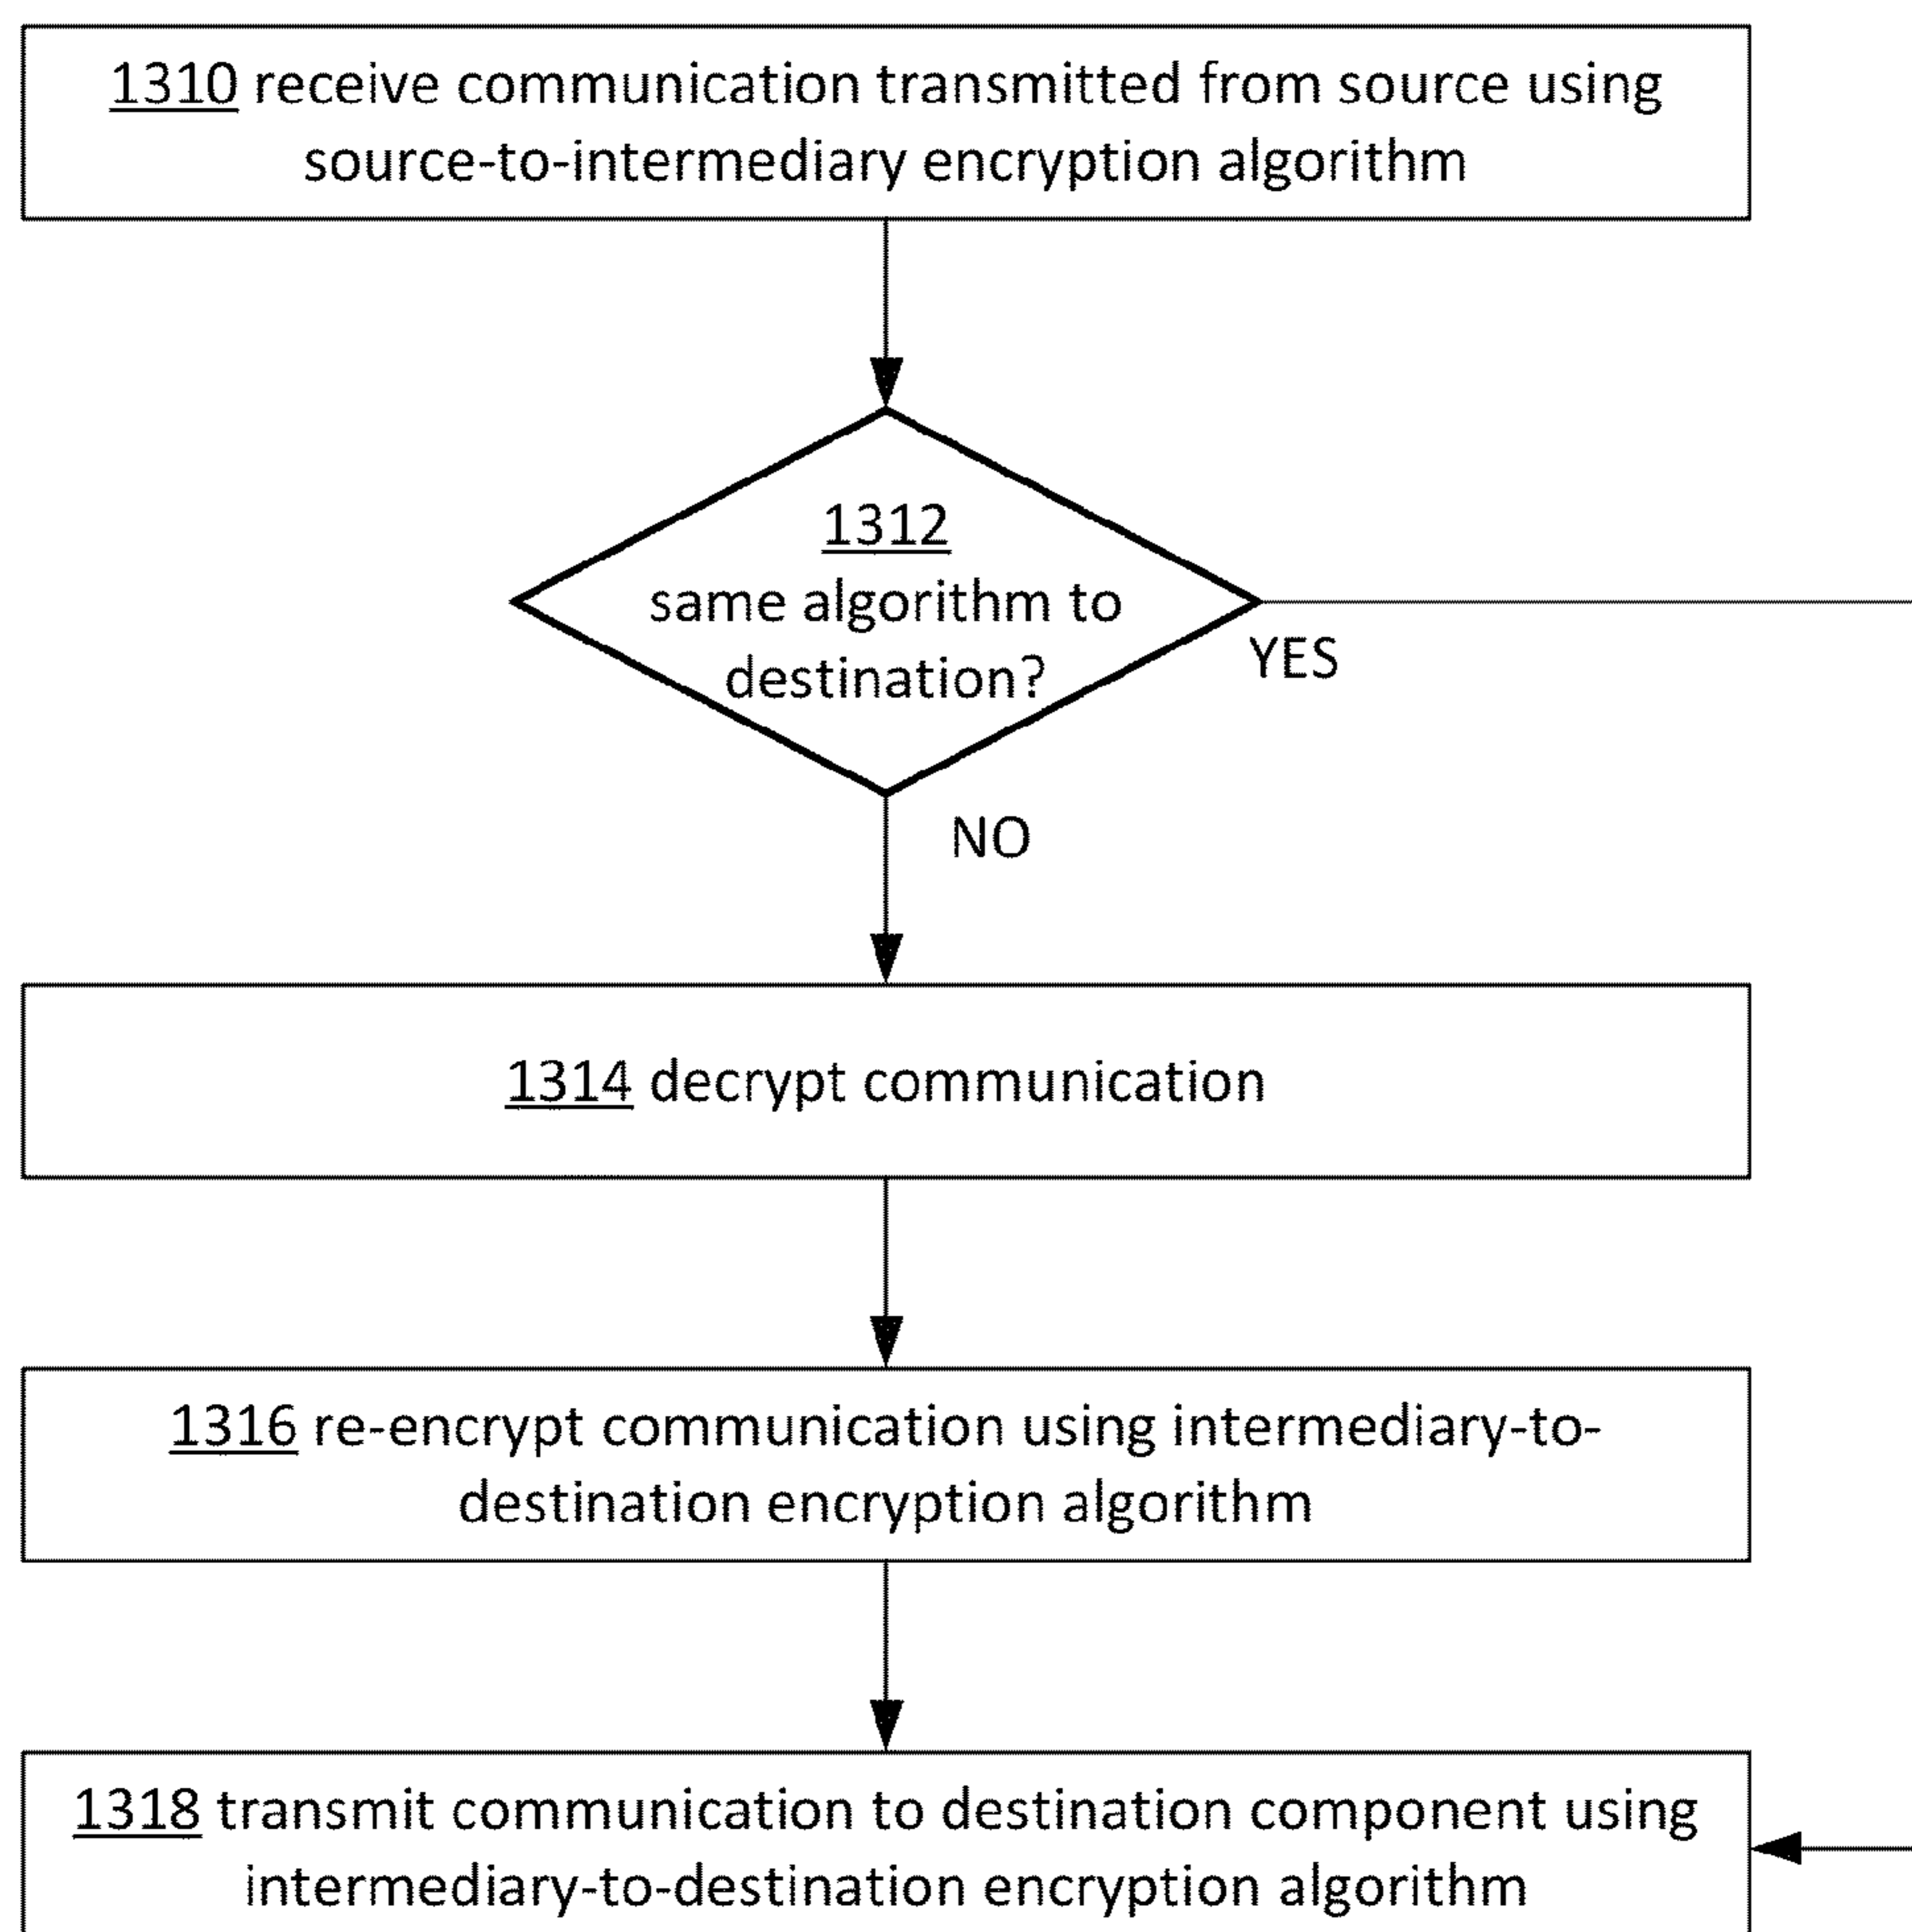 1310 receive communication transmitted from source using
source-to-intermediary encryption algorithm
1312
same algorithm to
destination?
YES
NO
1314 decrypt communication
1316 re-encrypt communication using intermediary-to-
destination encryption algorithm
1318 transmit communication to destination component using
intermediary-to-destination encryption algorithm